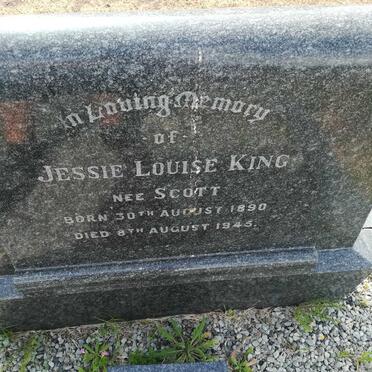 In Loving Memory
of
JESSIE LOUISE KING
NEE SCOTT
BORN 30TH AUGUST 1890
DIED 8TH AUGUST 1945.